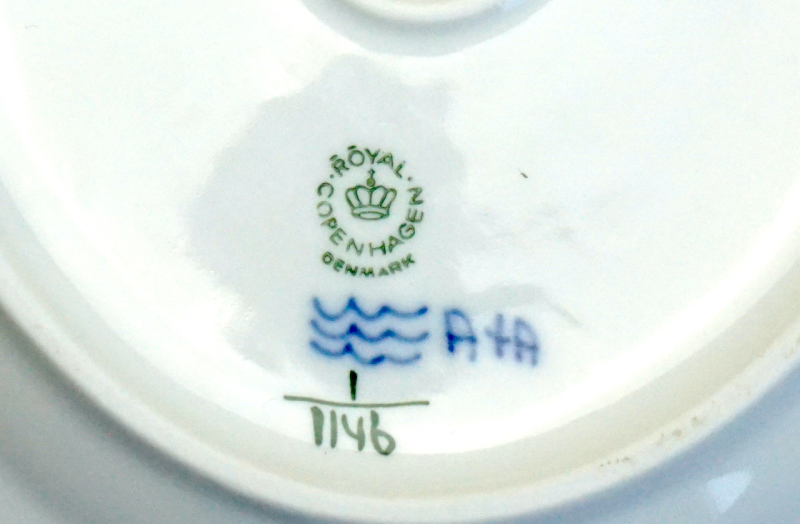 ROYAL
COPENHAGEN
DENMARK
A+A
1
1146